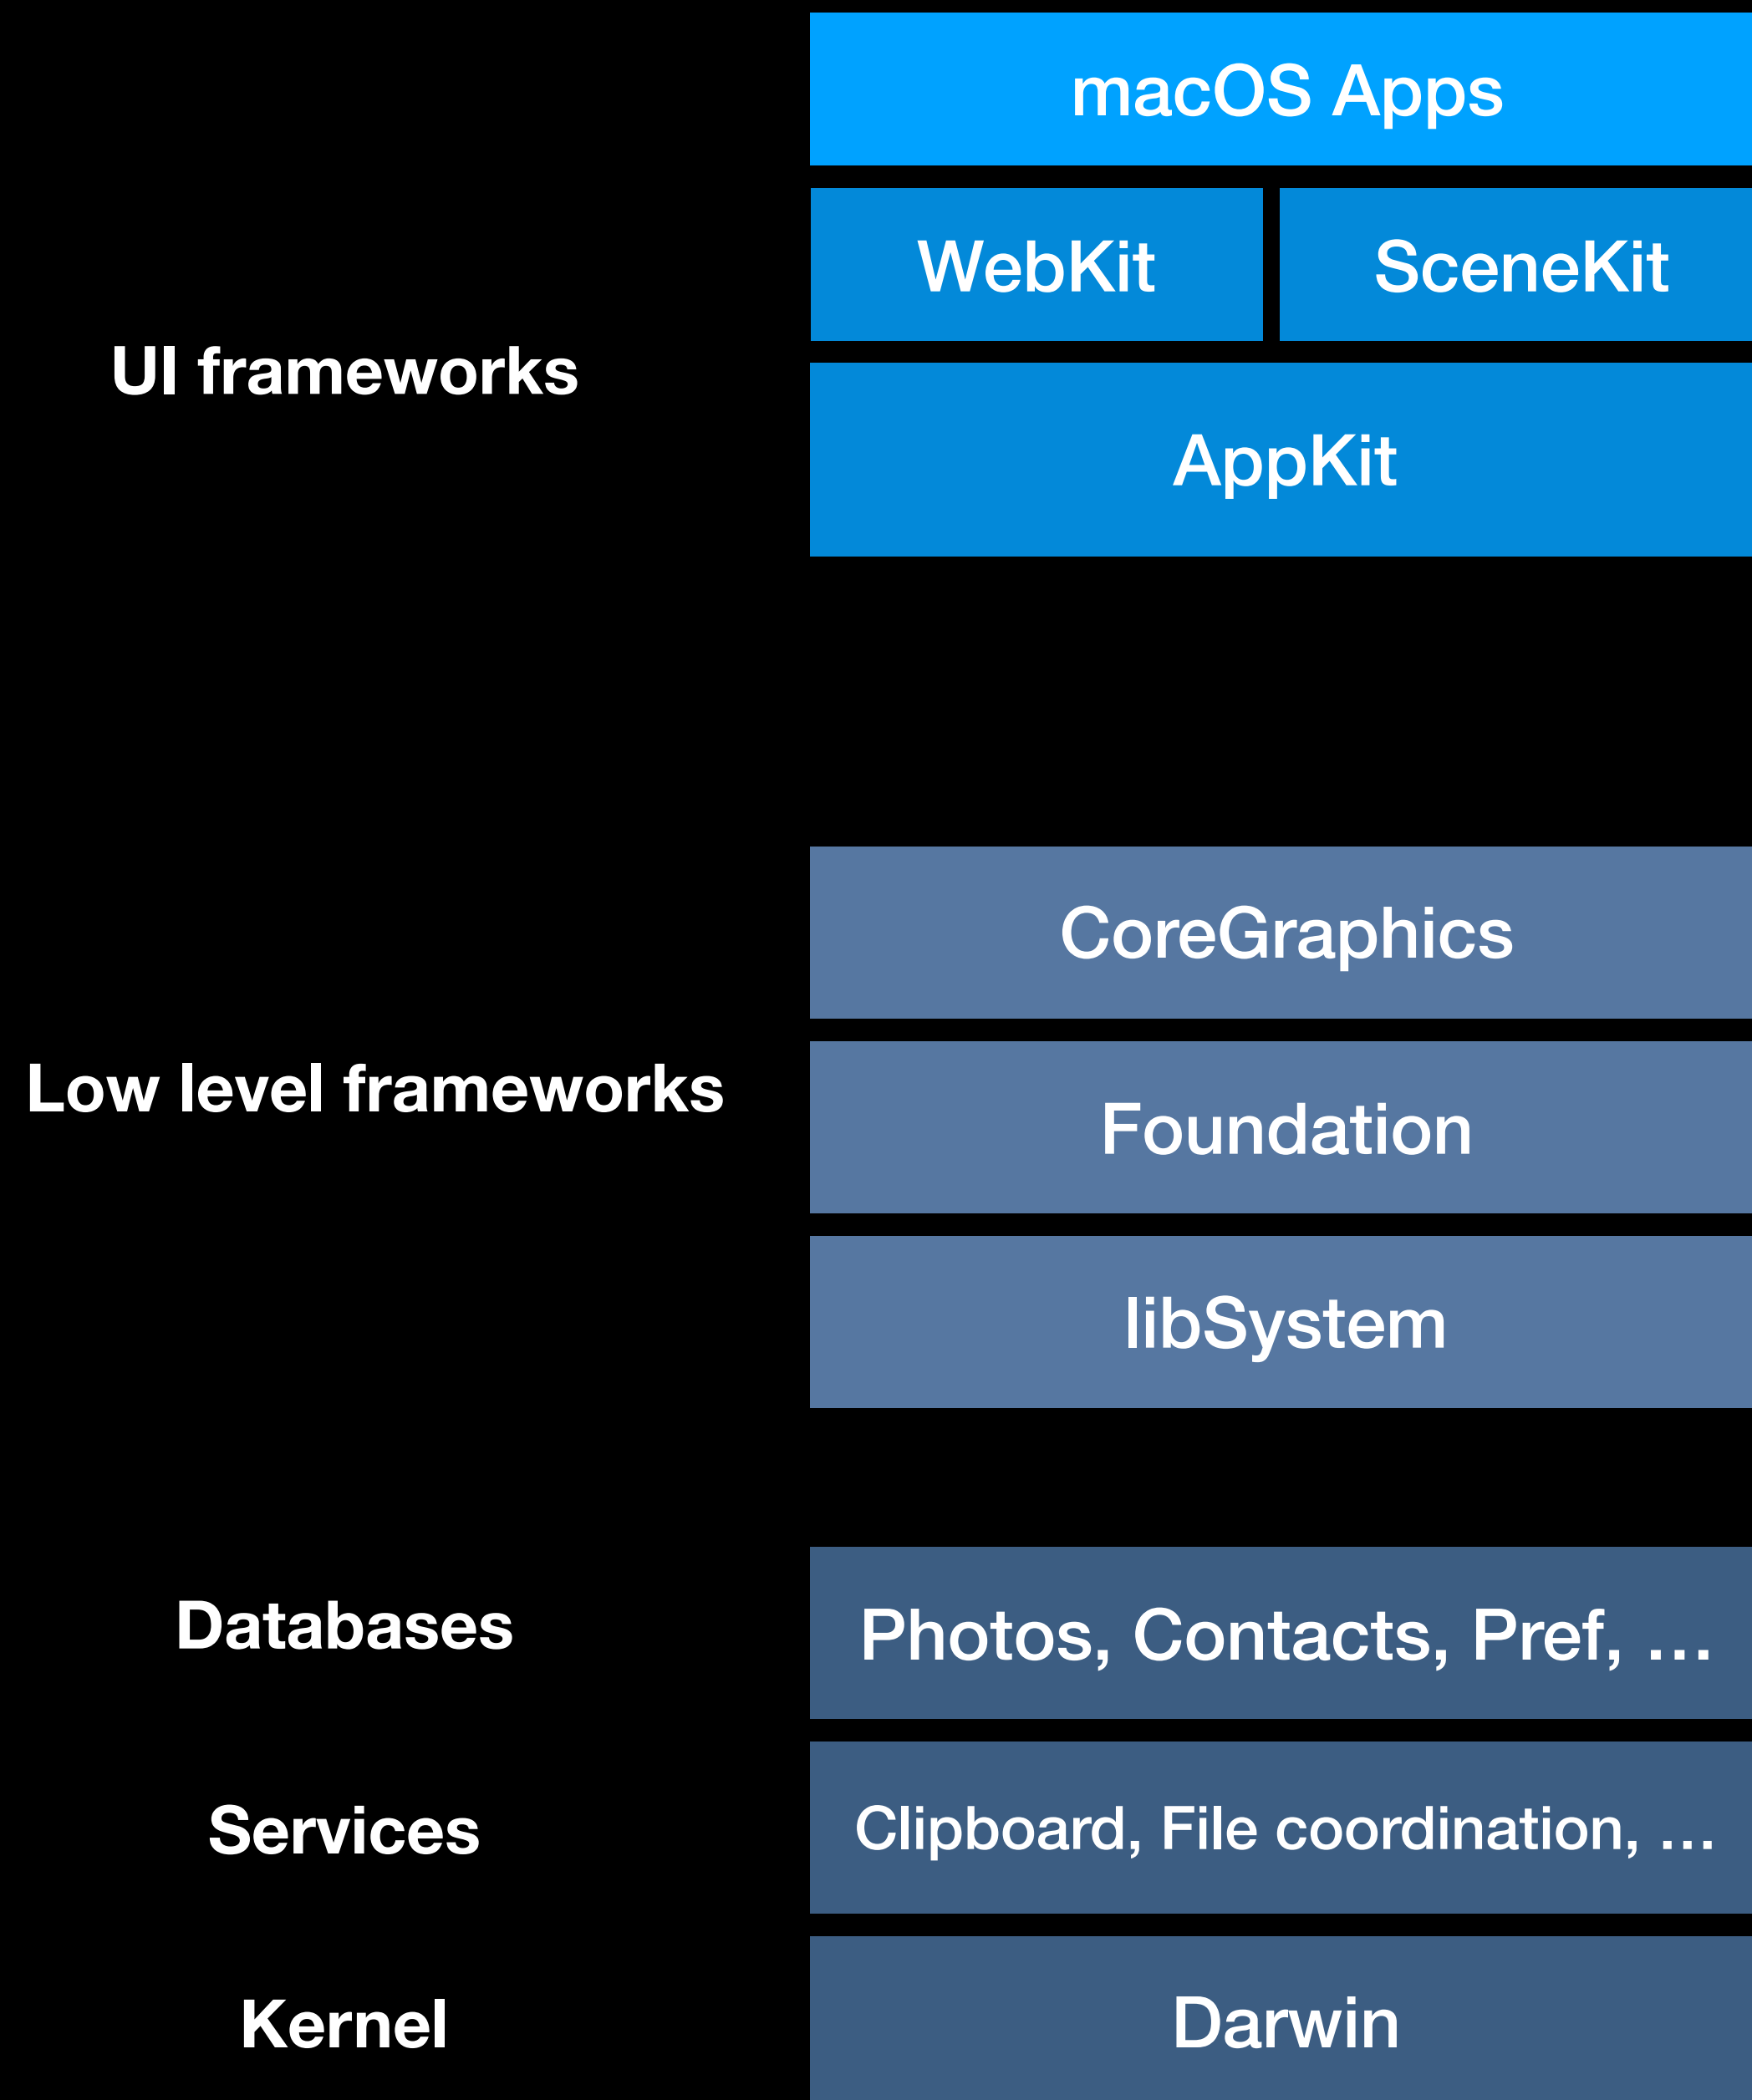 macOS Apps
WebKit SceneKit
UI frameworks
AppKit
CoreGraphics
Low level frameworks
Foundation
libSystem
Databases Photos, Contacts, Pref, ...
Services Clipboard, File coordination, ...
Kernel Darwin